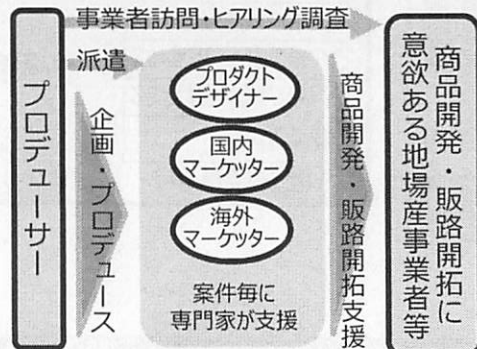 事業者訪問・ヒアリング調査
派遣
プロデューサー
企画・プロデュース
プロダクト
デザイナー
国内
マーケッター
海外
マーケッター
案件毎に
専門家が支援
商品開発・販路開拓支援
商品開発・販路開拓に
意欲ある地場産事業者等